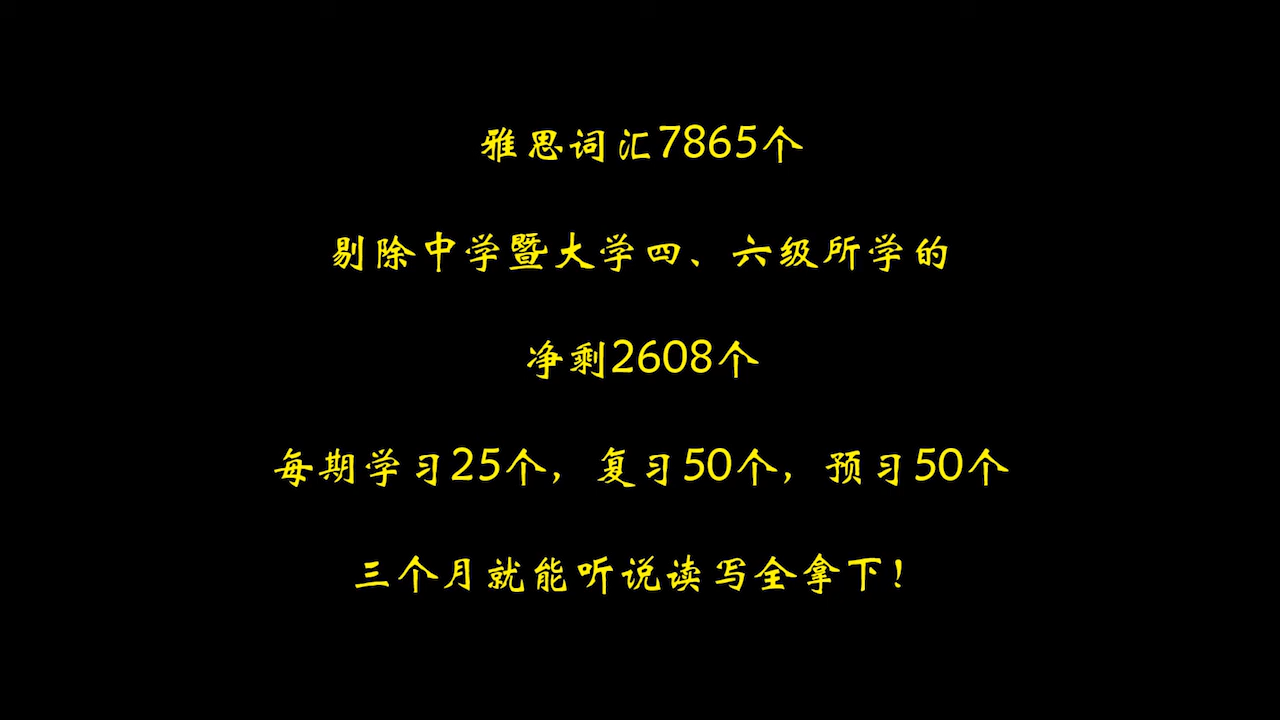 雅思词汇7865个
剔除中学暨大学四、六级所学的
净剩2608个
每期学习25个，复习50个，预习50个
三个月就能听说读写全拿下！